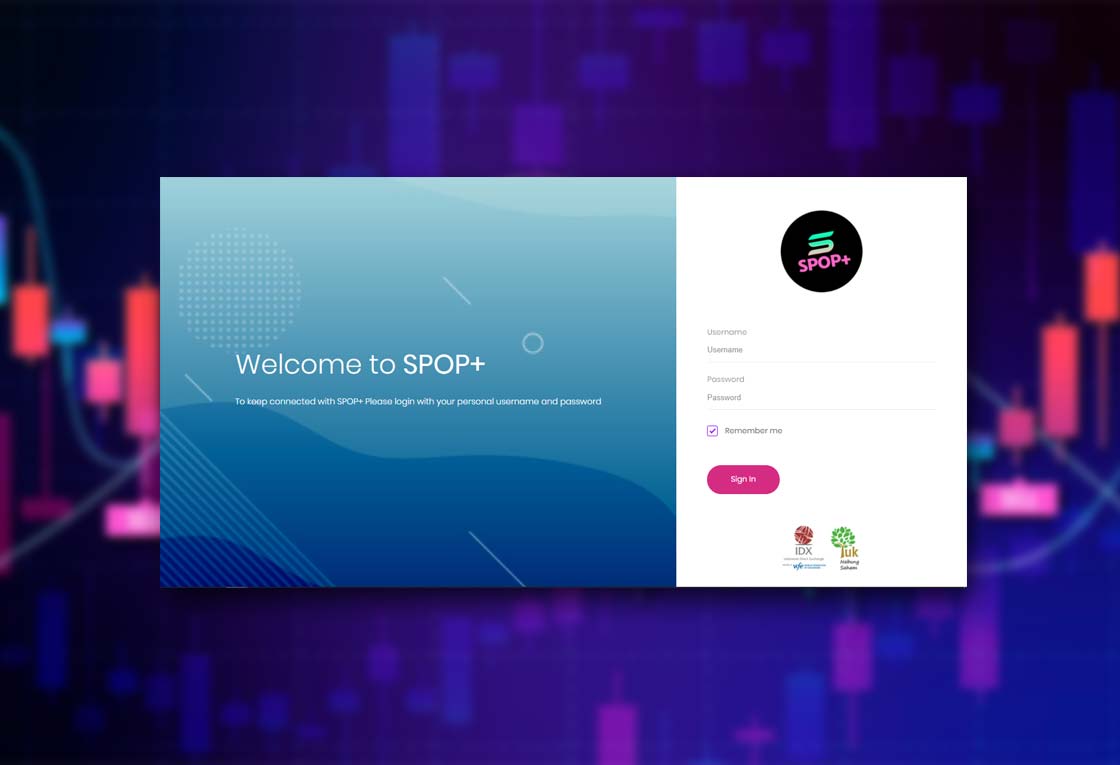 Welcome to SPOP+
To keep connected with SPOP+ Please login with your personal username and password
SPOP+
Username
Username
Password
Password
Remember me
Sign In
IDX
Indonesia Stock Exchange
wfe
Yuk
Nabung
Saham